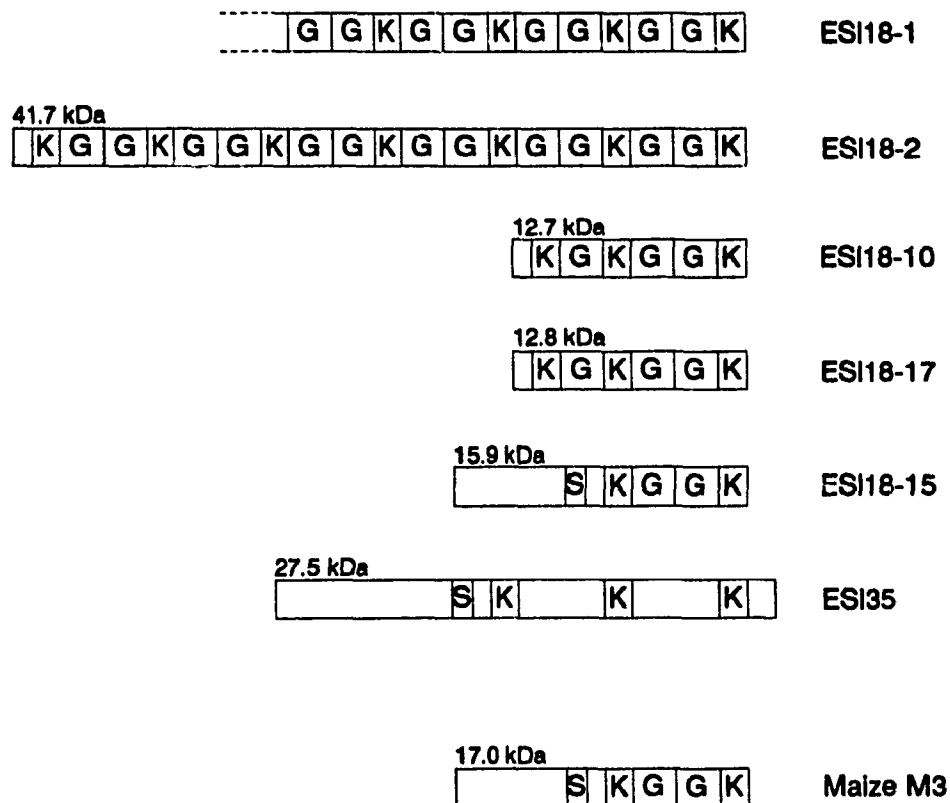 G G K G G K G G K G G K ESI18-1
41.7 kDa
K G G K G G K G G K G G K G G K G G K ESI18-2
12.7 kDa
K G K G G K ESI18-10
12.8 kDa
K G K G G K ESI18-17
15.9 kDa
S K G G K ESI18-15
27.5 kDa
S K K K ESI35
17.0 kDa
S K G G K Maize M3